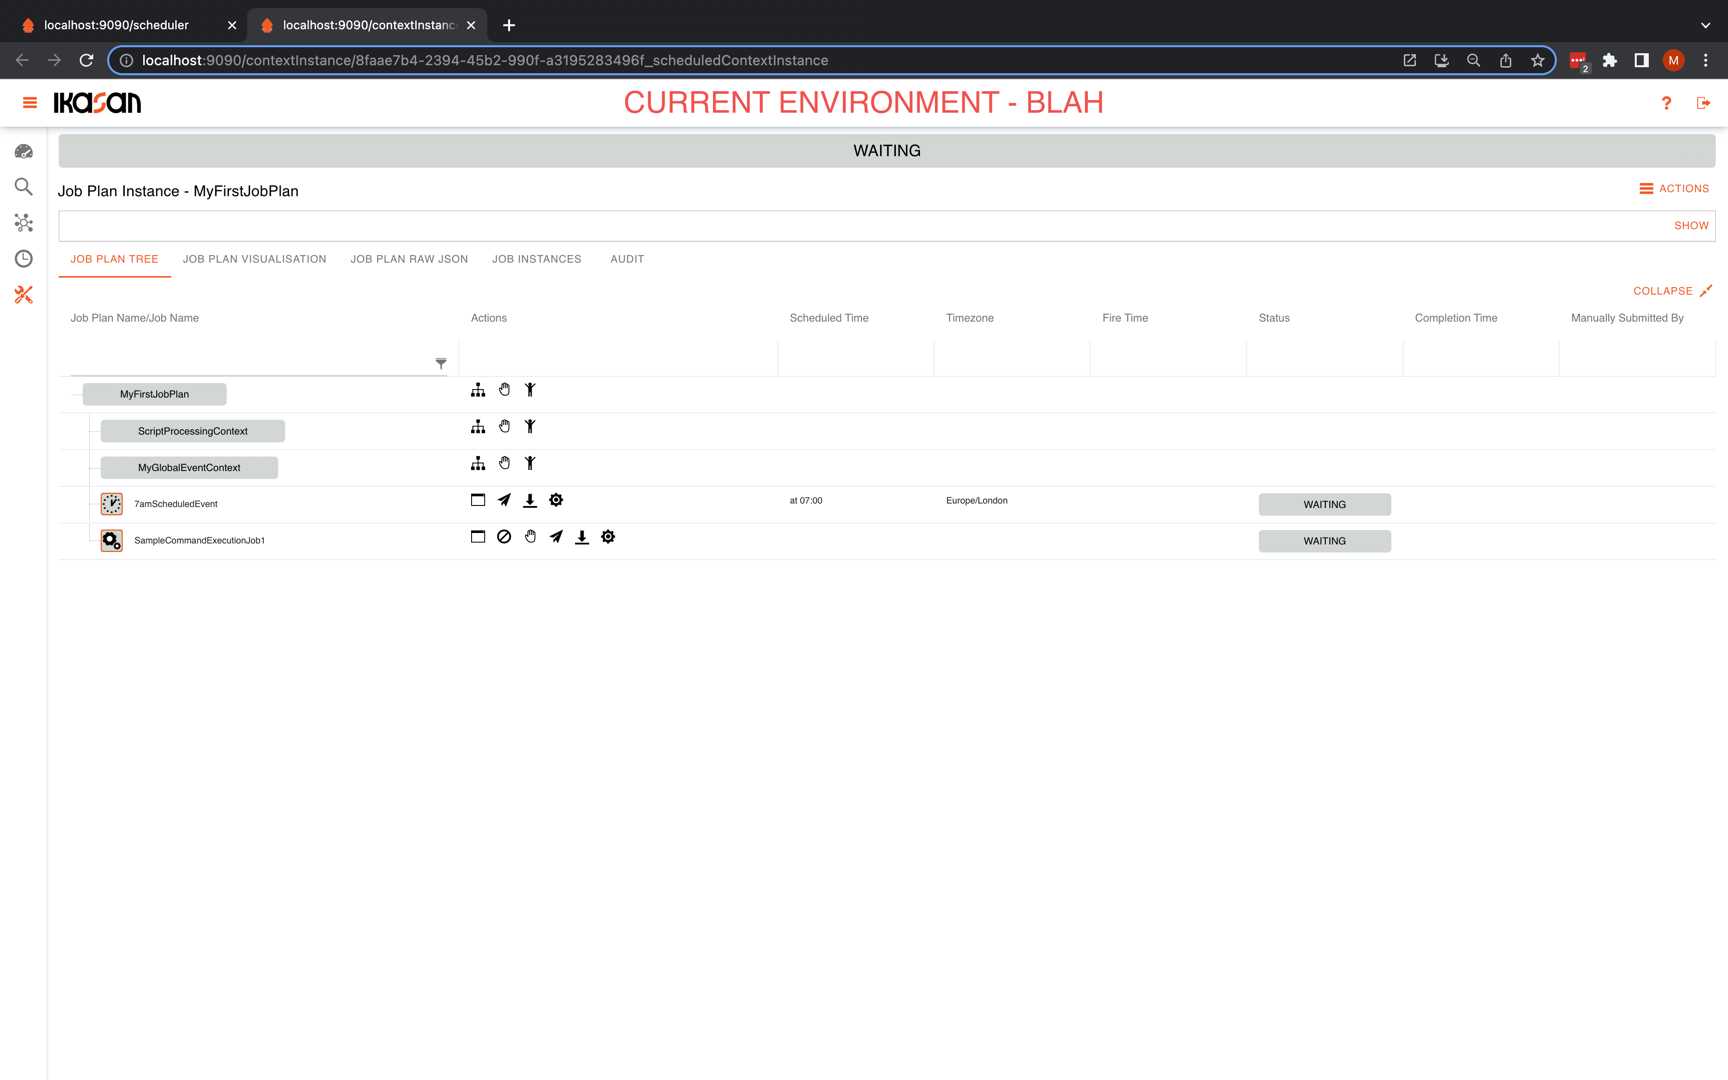 localhost:9090/scheduler
localhost:9090/contextInstanc
localhost:9090/contextInstance/8faae7b4-2394-45b2-990f-a3195283496f_scheduledContextInstance
2
M
IKASAN
CURRENT ENVIRONMENT - BLAH
?
WAITING
Job Plan Instance - MyFirstJobPlan
ACTIONS
SHOW
JOB PLAN TREE JOB PLAN VISUALISATION JOB PLAN RAW JSON JOB INSTANCES AUDIT
COLLAPSE
Job Plan Name/Job Name Actions Scheduled Time Timezone Fire Time Status Completion Time Manually Submitted By
MyFirstJobPlan
ScriptProcessingContext
MyGlobalEventContext
7amScheduledEvent at 07:00 Europe/London WAITING
SampleCommandExecutionJob1 WAITING